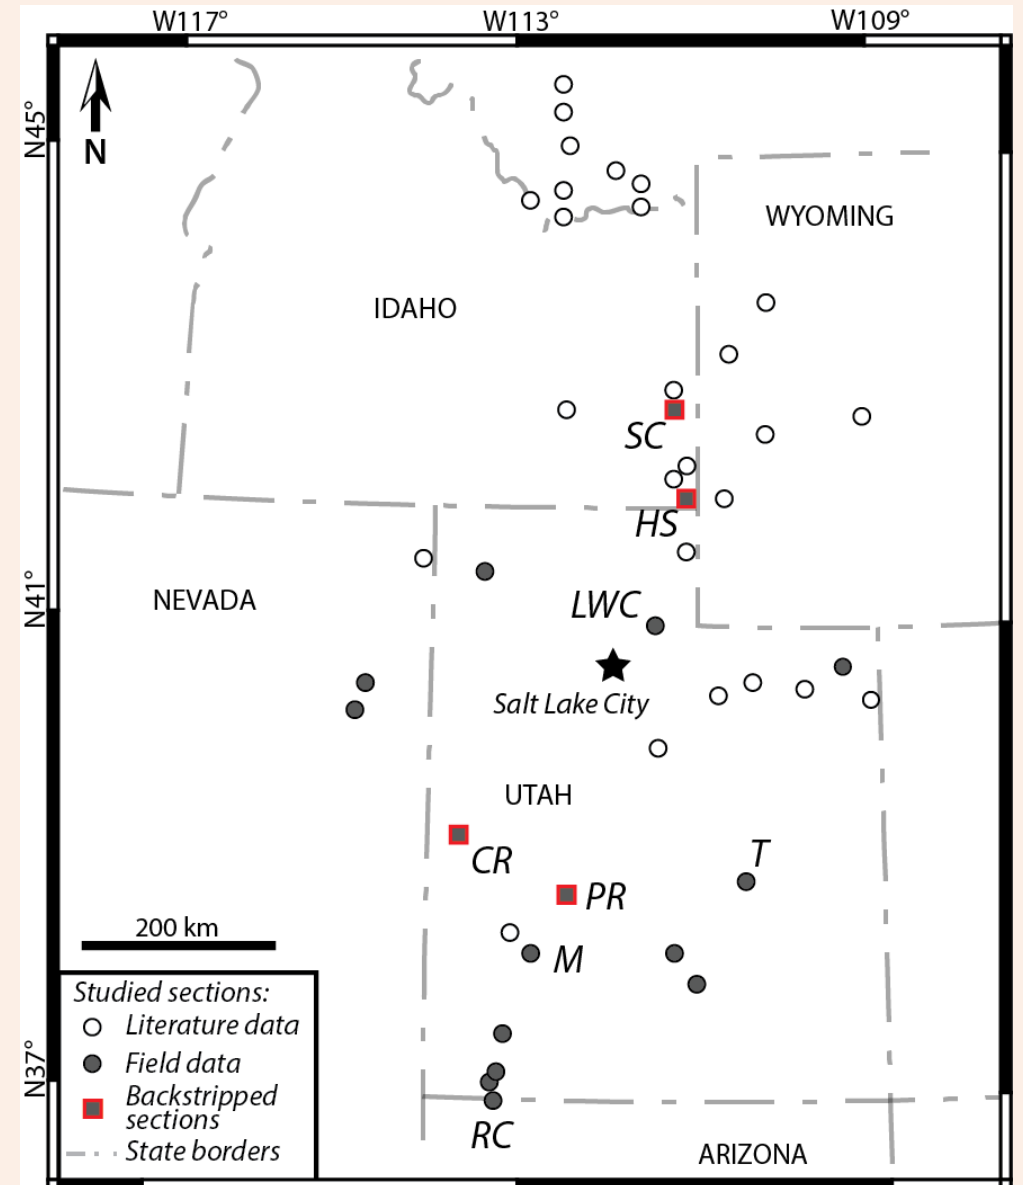 W117°
W113°
W109°
N45°
N
WYOMING
IDAHO
SC
HS
N41°
NEVADA
LWC
Salt Lake City
UTAH
CR
T
PR
200 km
M
Studied sections:
Literature data
Field data
Backstripped
sections
State borders
N37°
RC
ARIZONA